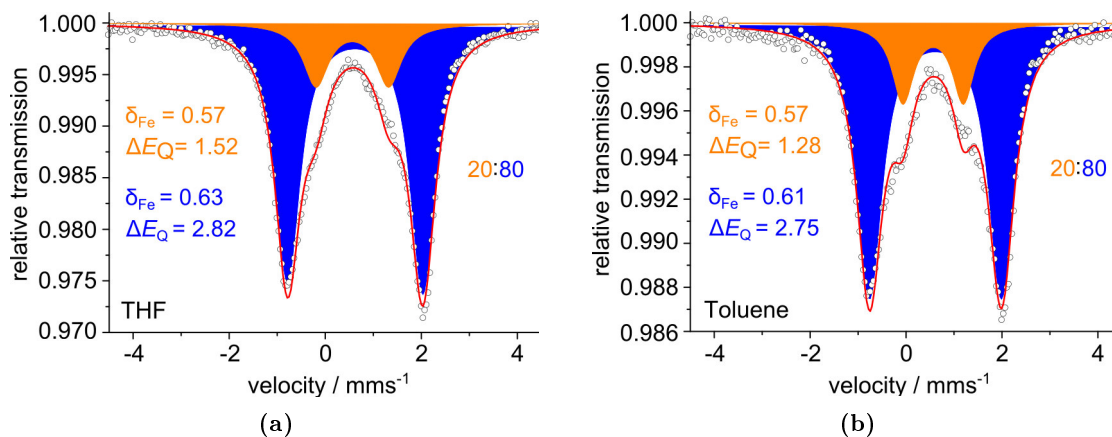 1.000
0.995
0.990
0.985
0.980
0.975
0.970
relative transmission
δFe = 0.57
ΔEQ = 1.52
20:80
δFe = 0.63
ΔEQ = 2.82
THF
-4 -2 0 2 4
velocity / mms⁻¹
(a)
1.000
0.998
0.996
0.994
0.992
0.990
0.988
0.986
relative transmission
δFe = 0.57
ΔEQ = 1.28
20:80
δFe = 0.61
ΔEQ = 2.75
Toluene
-4 -2 0 2 4
velocity / mms⁻¹
(b)